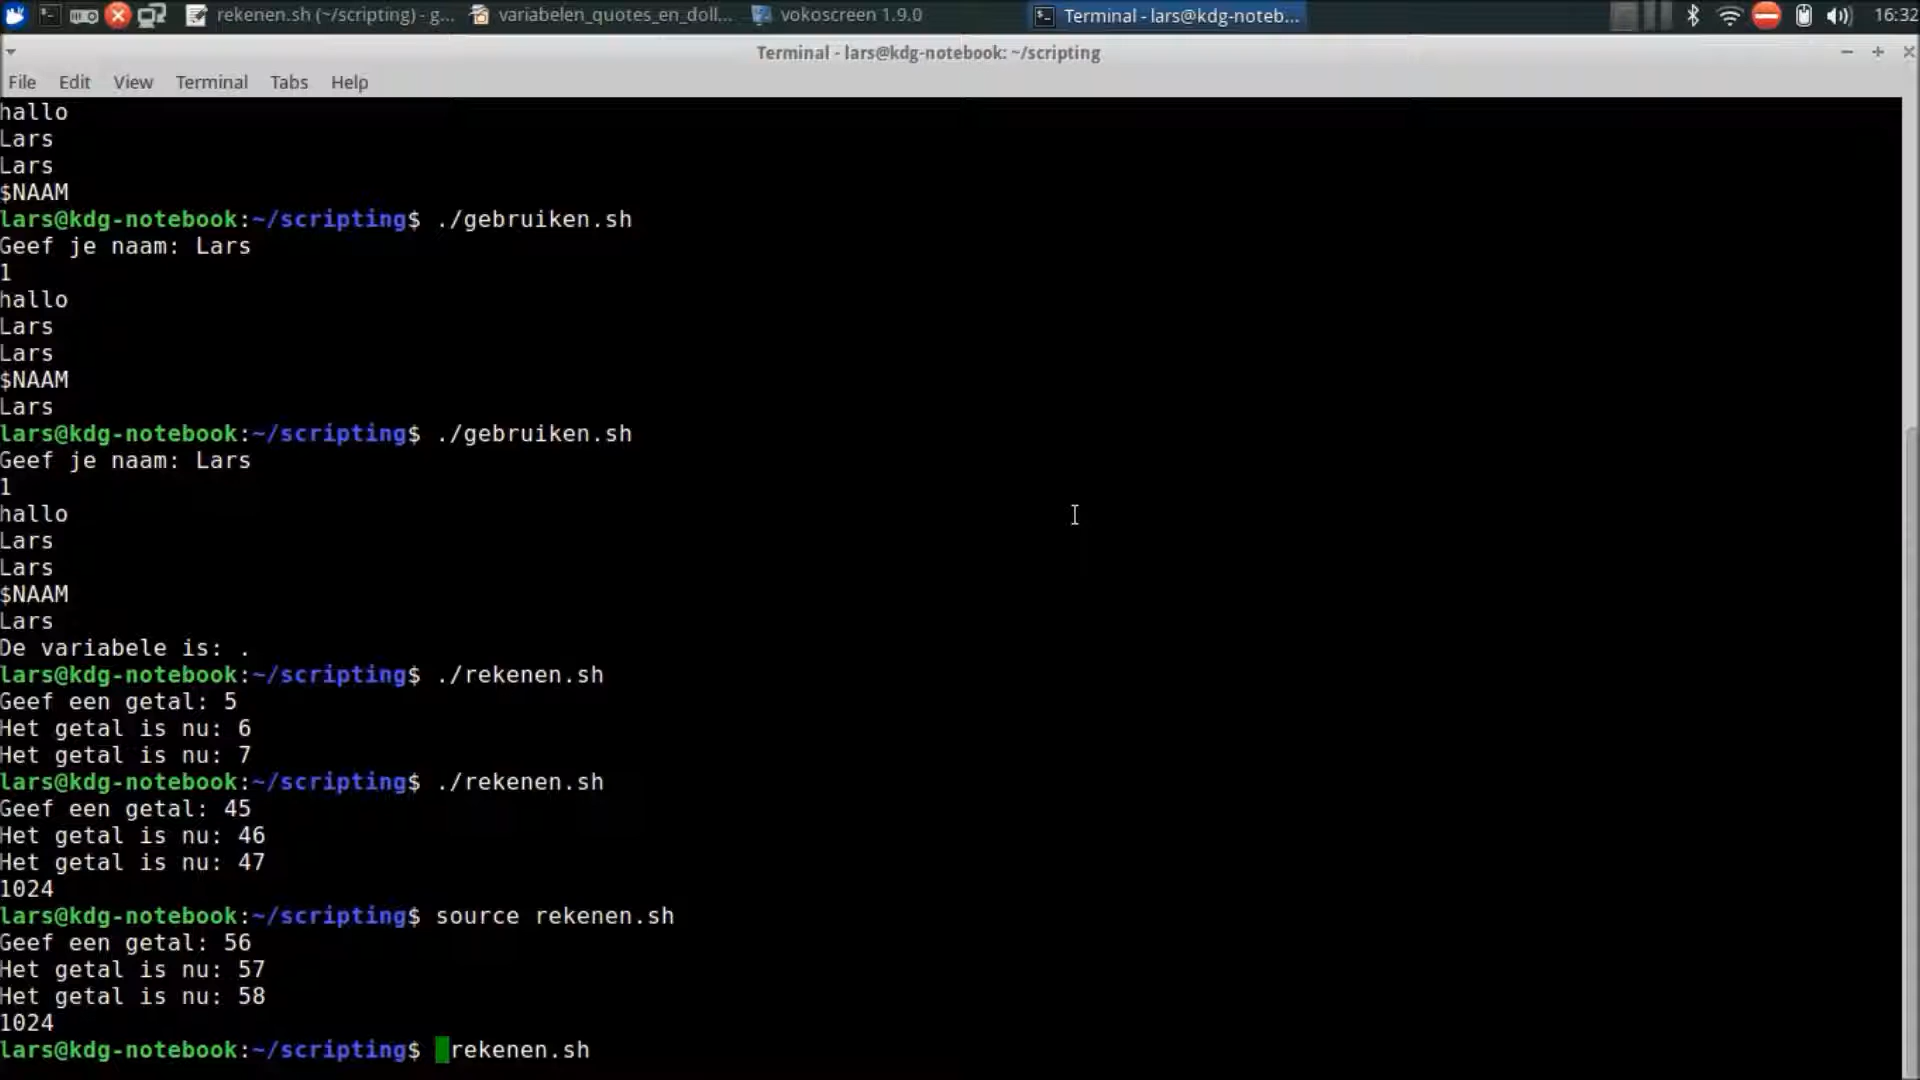 rekenen.sh (~/scripting) - g...
variabelen_quotes_en_doll...
vokoscreen 1.9.0
Terminal - lars@kdg-noteb...
16:32
Terminal - lars@kdg-notebook: ~/scripting
File Edit View Terminal Tabs Help
hallo
Lars
Lars
$NAAM
lars@kdg-notebook:~/scripting$ ./gebruiken.sh
Geef je naam: Lars
1
hallo
Lars
Lars
$NAAM
Lars
lars@kdg-notebook:~/scripting$ ./gebruiken.sh
Geef je naam: Lars
1
hallo
Lars
Lars
$NAAM
Lars
De variabele is: .
lars@kdg-notebook:~/scripting$ ./rekenen.sh
Geef een getal: 5
Het getal is nu: 6
Het getal is nu: 7
lars@kdg-notebook:~/scripting$ ./rekenen.sh
Geef een getal: 45
Het getal is nu: 46
Het getal is nu: 47
1024
lars@kdg-notebook:~/scripting$ source rekenen.sh
Geef een getal: 56
Het getal is nu: 57
Het getal is nu: 58
1024
lars@kdg-notebook:~/scripting$ rekenen.sh